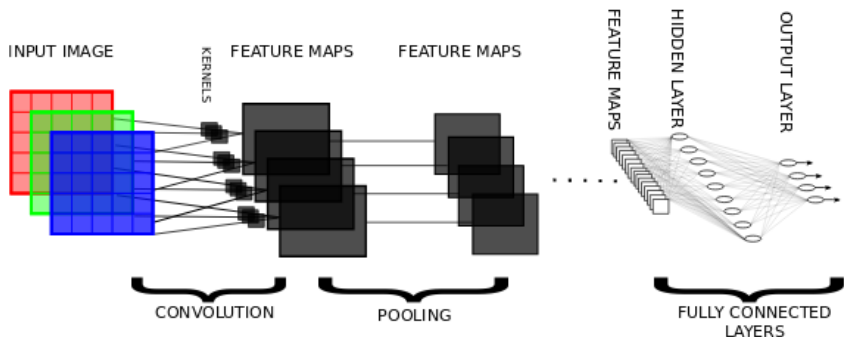 INPUT IMAGE
KERNELS
FEATURE MAPS
FEATURE MAPS
FEATURE MAPS
HIDDEN LAYER
OUTPUT LAYER
CONVOLUTION
POOLING
FULLY CONNECTED
LAYERS